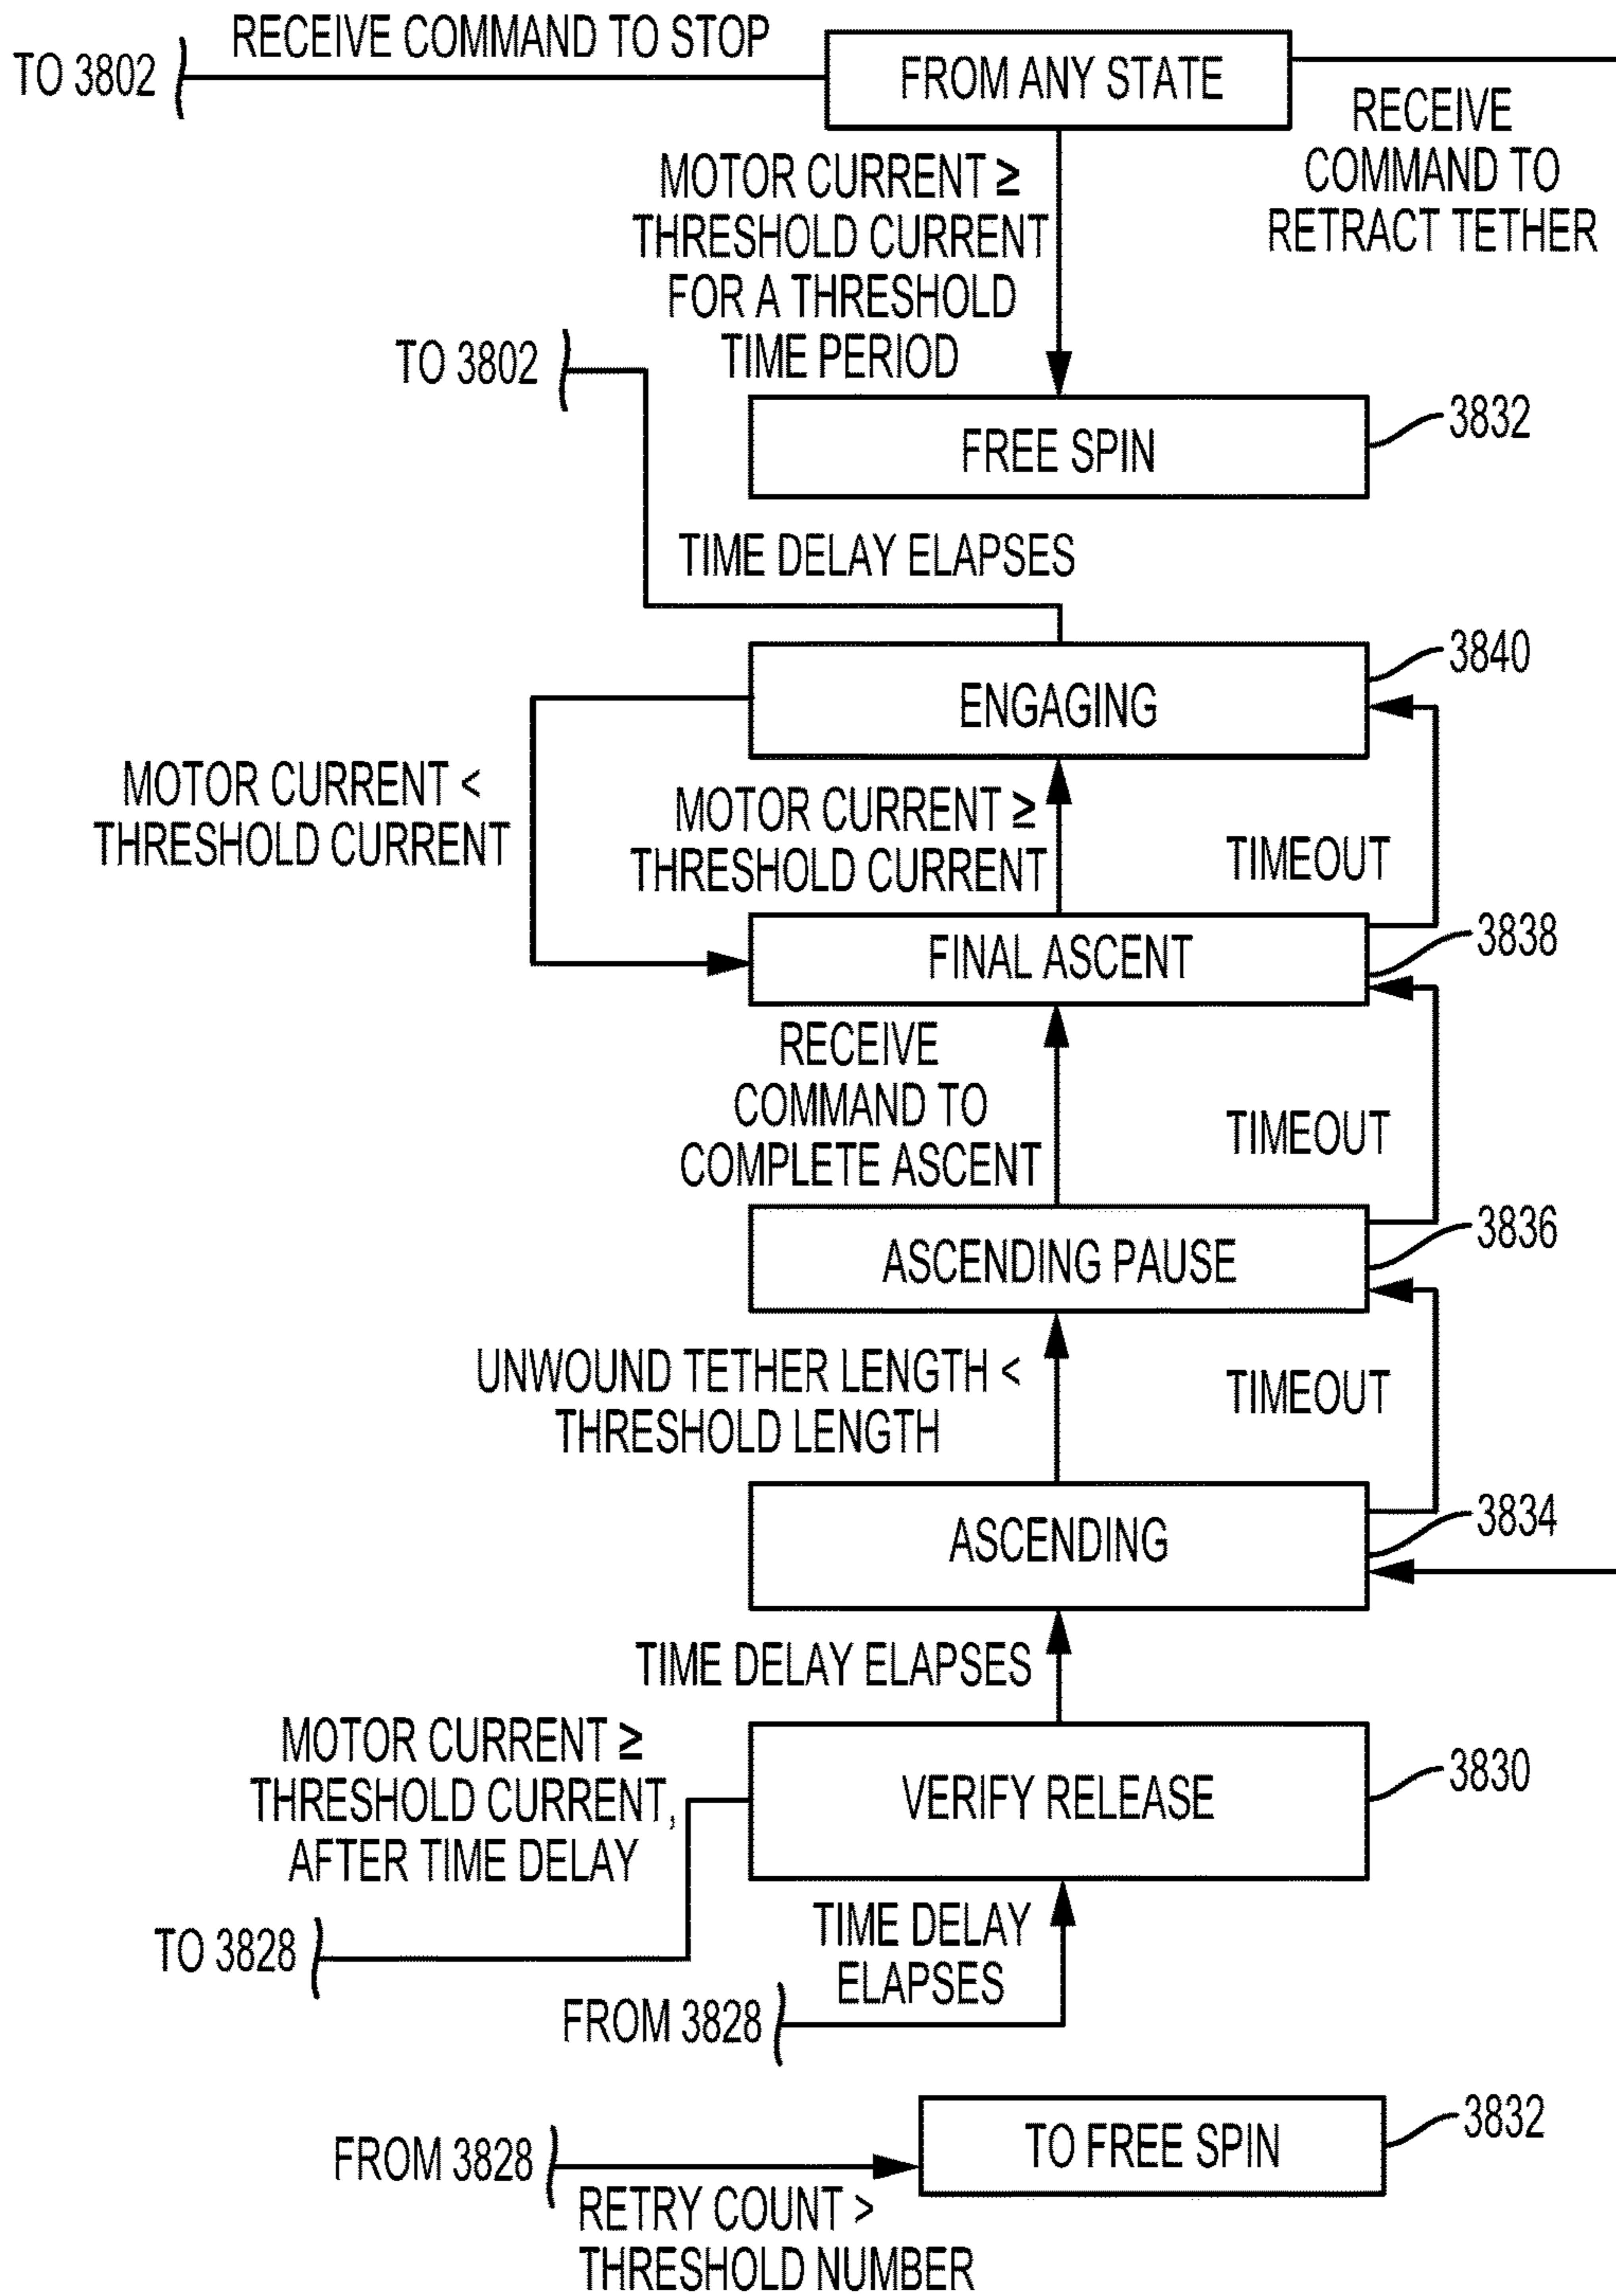 RECEIVE COMMAND TO STOP
TO 3802
FROM ANY STATE
RECEIVE
COMMAND TO
RETRACT TETHER
MOTOR CURRENT ≥
THRESHOLD CURRENT
FOR A THRESHOLD
TIME PERIOD
TO 3802
3832
FREE SPIN
TIME DELAY ELAPSES
3840
ENGAGING
MOTOR CURRENT <
THRESHOLD CURRENT
MOTOR CURRENT ≥
THRESHOLD CURRENT
TIMEOUT
3838
FINAL ASCENT
RECEIVE
COMMAND TO
COMPLETE ASCENT
TIMEOUT
3836
ASCENDING PAUSE
UNWOUND TETHER LENGTH <
THRESHOLD LENGTH
TIMEOUT
3834
ASCENDING
TIME DELAY ELAPSES
MOTOR CURRENT ≥
THRESHOLD CURRENT,
AFTER TIME DELAY
3830
VERIFY RELEASE
TO 3828
TIME DELAY
ELAPSES
FROM 3828
3832
TO FREE SPIN
FROM 3828
RETRY COUNT >
THRESHOLD NUMBER